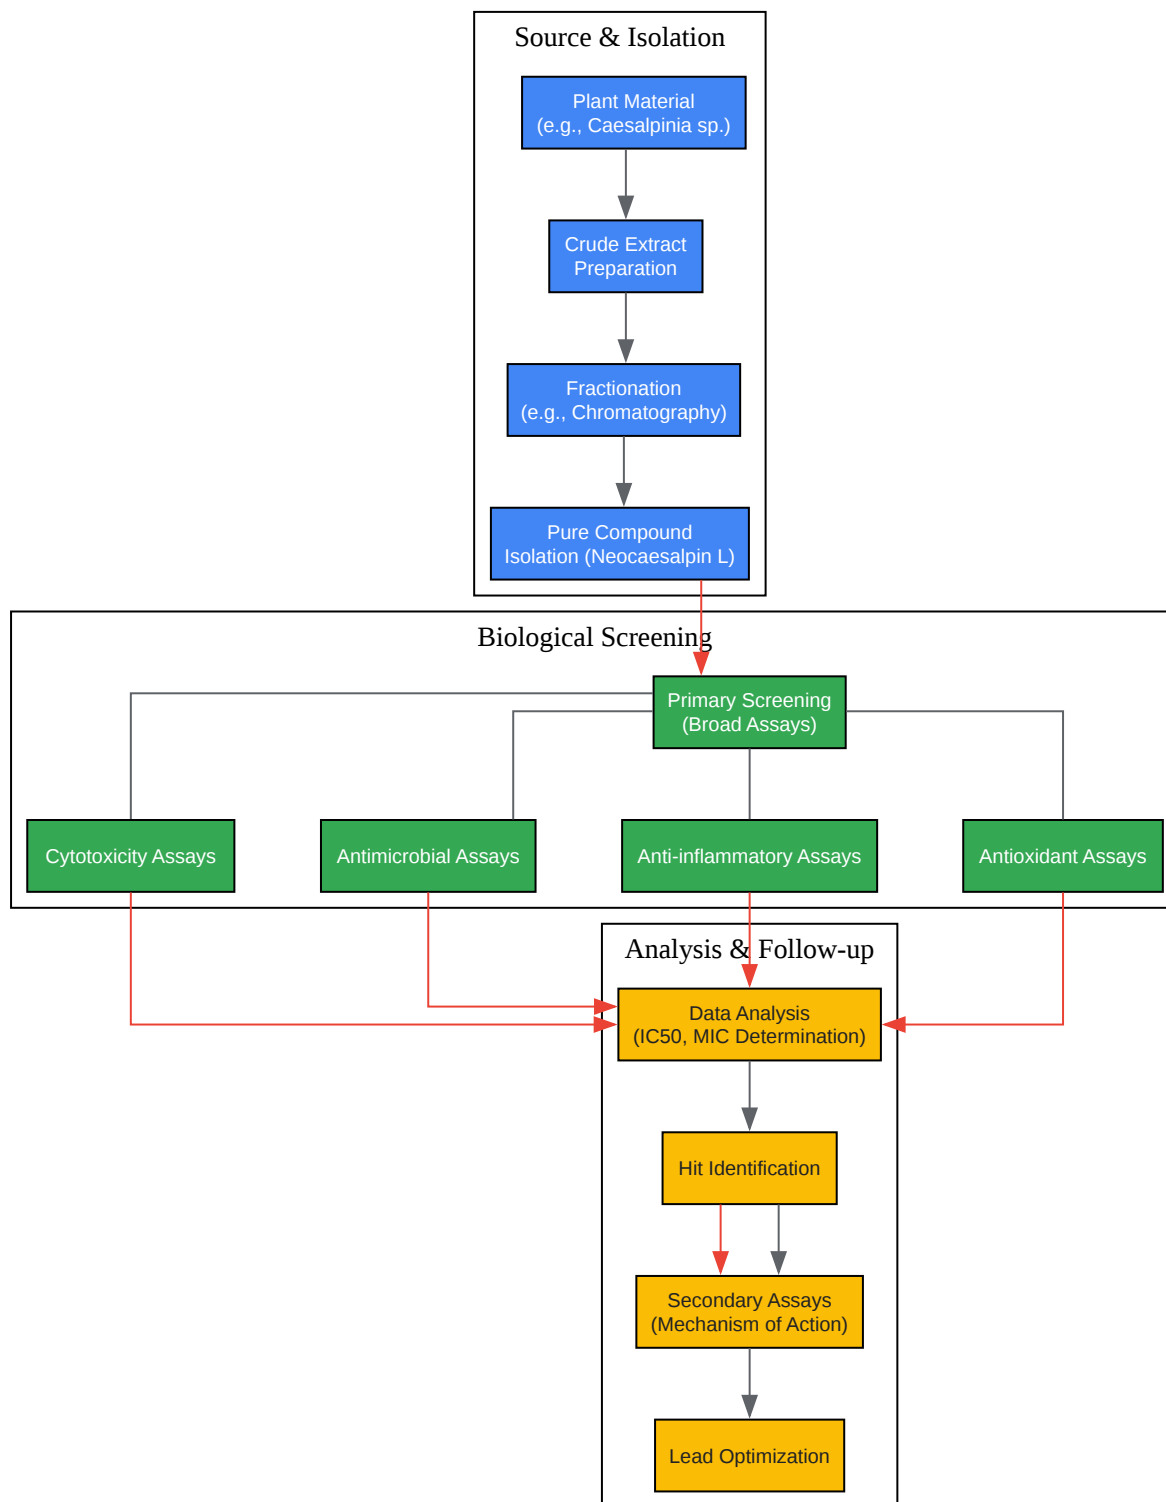 Source & Isolation
Plant Material
(e.g., Caesalpinia sp.)
Crude Extract
Preparation
Fractionation
(e.g., Chromatography)
Pure Compound
Isolation (Neocaesalpin L)
Biological Screening
Primary Screening
(Broad Assays)
Cytotoxicity Assays
Antimicrobial Assays
Anti-inflammatory Assays
Antioxidant Assays
Analysis & Follow-up
Data Analysis
(IC50, MIC Determination)
Hit Identification
Secondary Assays
(Mechanism of Action)
Lead Optimization